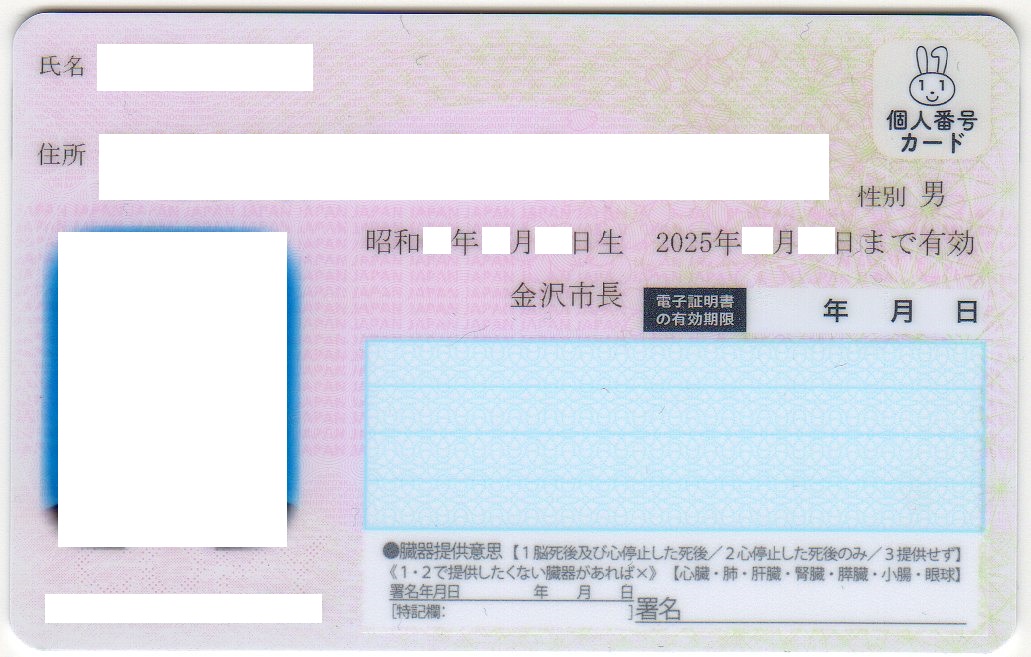 氏名
個人番号
カード
住所
性別 男
昭和 年 月 日生 2025年 月 日まで有効
金沢市長
電子証明書
の有効期限
年 月 日
●臓器提供意思【1脳死後及び心停止した死後／2心停止した死後のみ／3提供せず】
《1・2で提供したくない臓器があれば×》【心臓・肺・肝臓・腎臓・膵臓・小腸・眼球】
署名年月日 年 月 日
[特記欄: ]署名